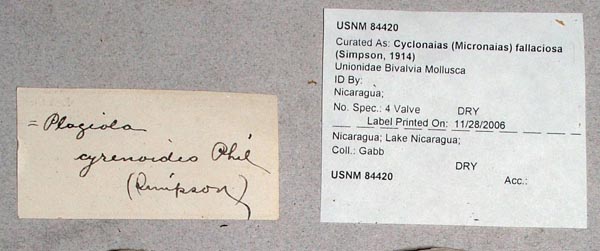 = Plagiola
cyrenoides Phil
(Simpson)
USNM 84420
Curated As: Cyclonaias (Micronaias) fallaciosa
(Simpson, 1914)
Unionidae Bivalvia Mollusca
ID By:
Nicaragua;
No. Spec.: 4 Valve DRY
Label Printed On: 11/28/2006
Nicaragua; Lake Nicaragua;
Coll.: Gabb
DRY
USNM 84420 Acc.: